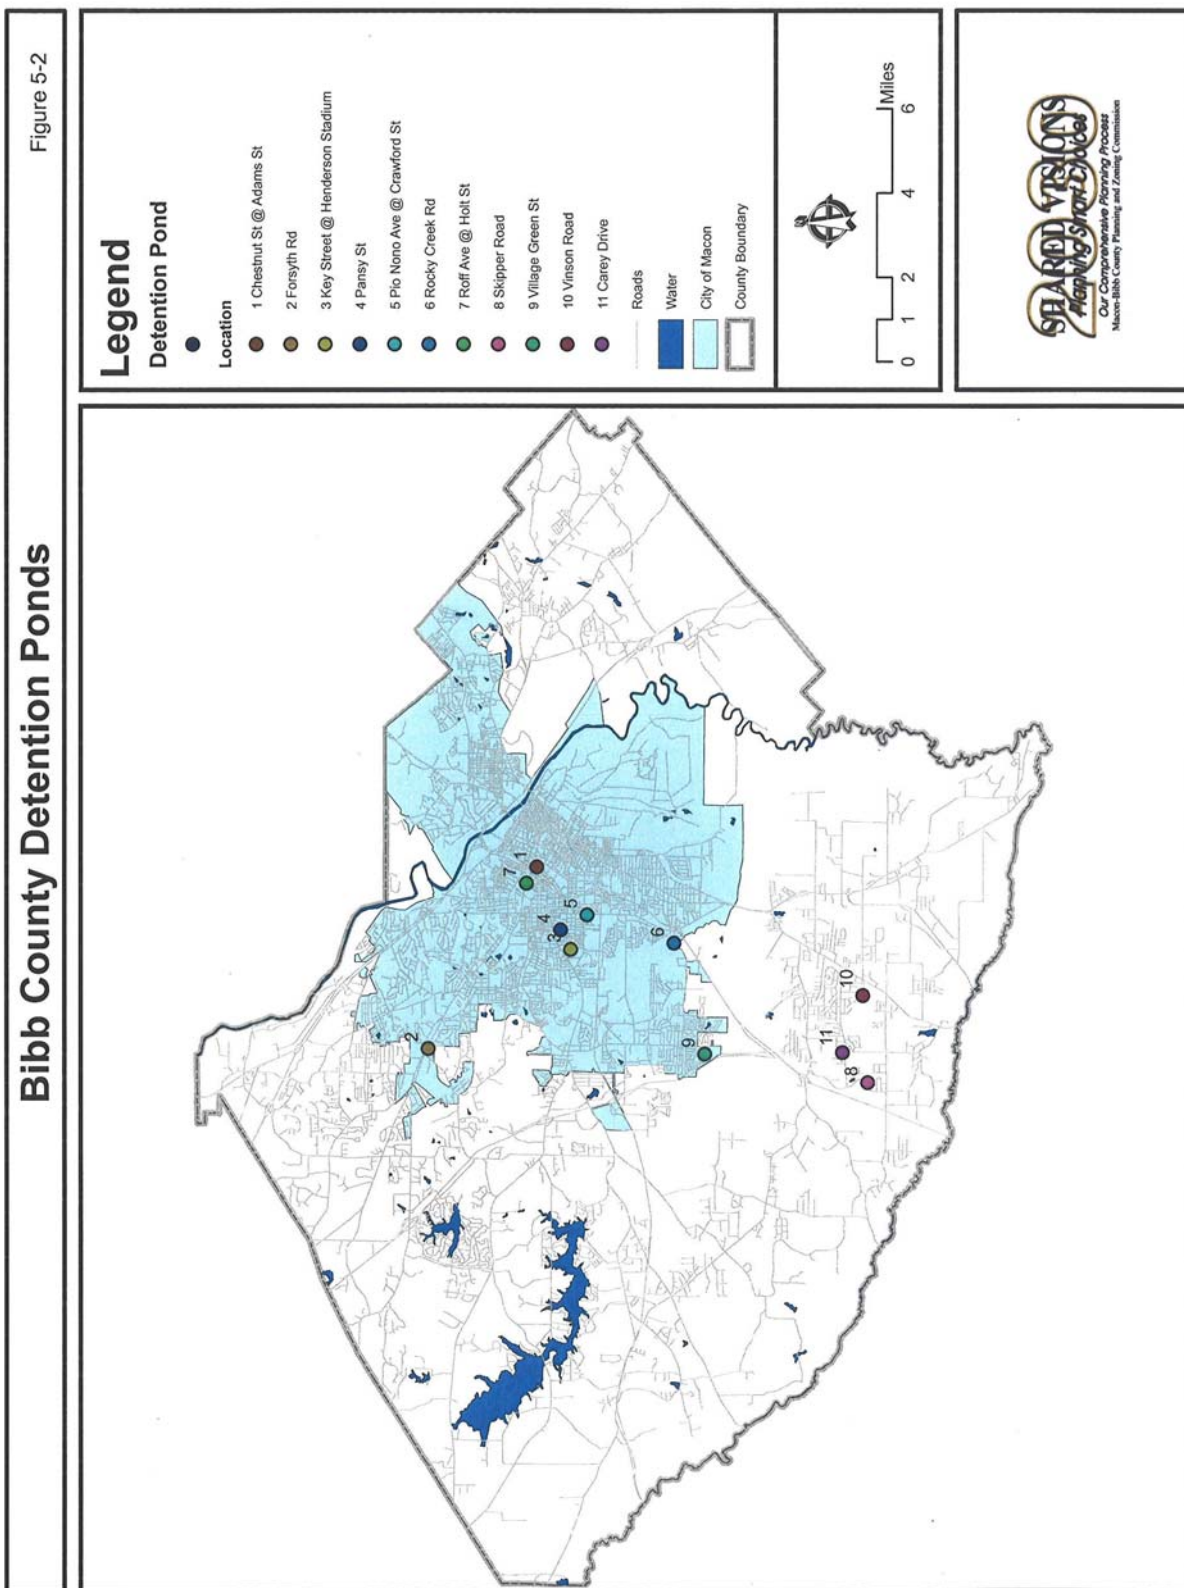 Bibb County Detention Ponds
Figure 5-2
Legend
Detention Pond
Location
1 Chestnut St @ Adams St
2 Forsyth Rd
3 Key Street @ Henderson Stadium
4 Pansy St
5 Pio Nono Ave @ Crawford St
6 Rocky Creek Rd
7 Roff Ave @ Holt St
8 Skipper Road
9 Village Green St
10 Vinson Road
11 Carey Drive
Roads
Water
City of Macon
County Boundary
0 1 2 4 6
Miles
2030
SHARED VISIONS
Planning Smart Choices
Our Comprehensive Planning Process
Macon-Bibb County Planning and Zoning Commission
2
7
1
4
3
5
6
9
10
11
8